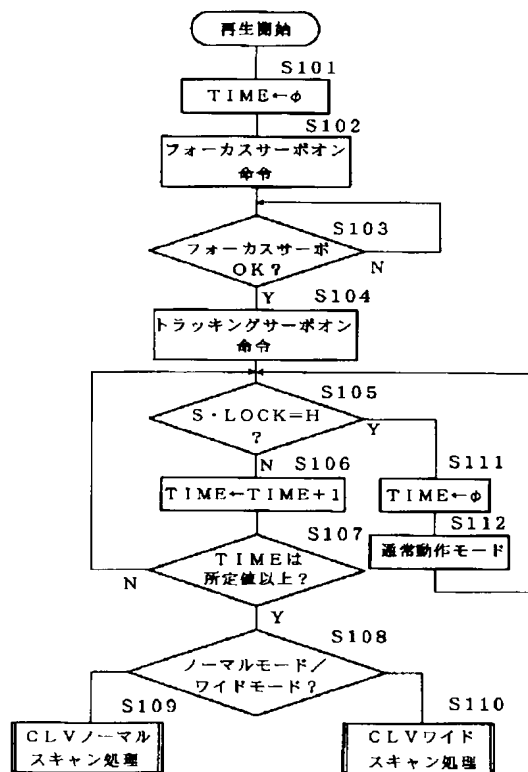 再生開始
S101
TIME←φ
S102
フォーカスサーボオン
命令
S103
フォーカスサーボ
OK?
N
Y
S104
トラッキングサーボオン
命令
S105
S・LOCK=H
?
Y
N
S106
TIME←TIME+1
S111
TIME←φ
S107
TIMEは
所定値以上?
N
Y
S112
通常動作モード
S108
ノーマルモード/
ワイドモード?
S109
CLVノーマル
スキャン処理
S110
CLVワイド
スキャン処理